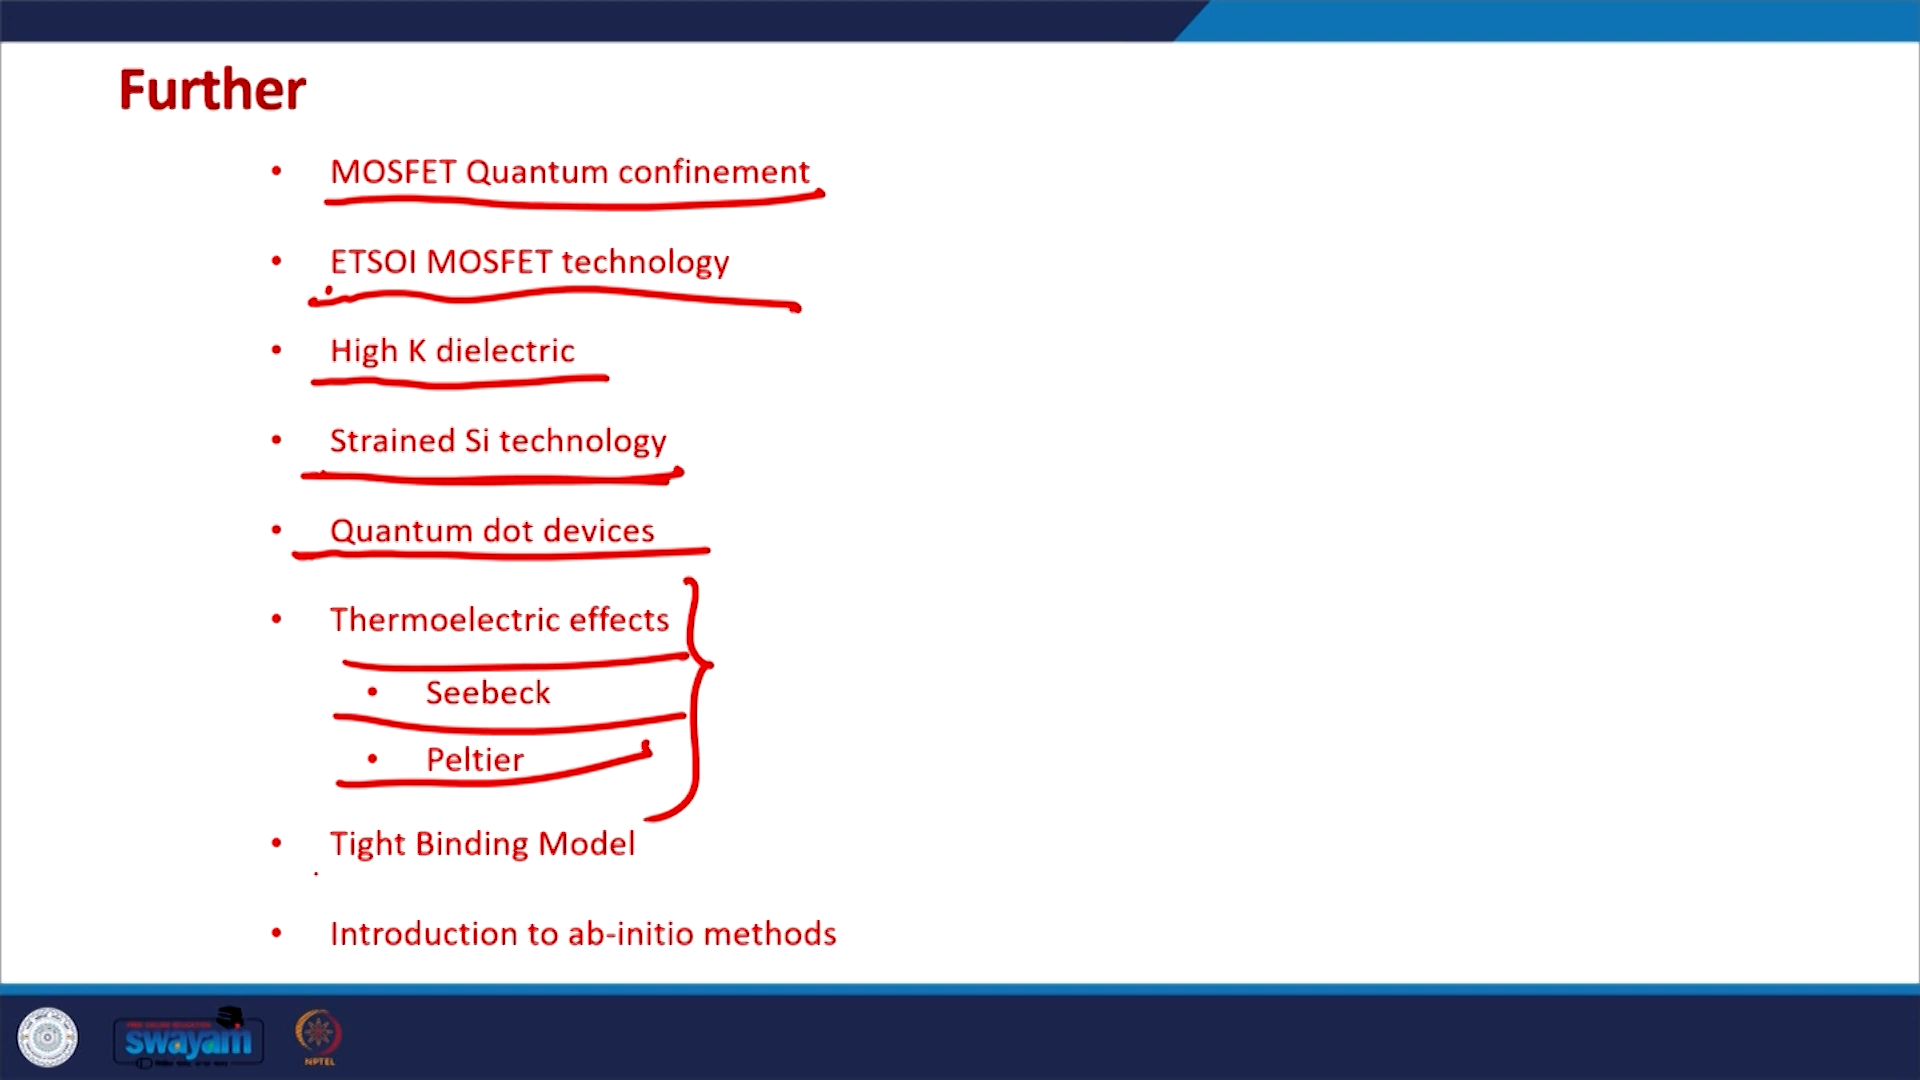 Further
• MOSFET Quantum confinement
• ETSOI MOSFET technology
• High K dielectric
• Strained Si technology
• Quantum dot devices
• Thermoelectric effects
• Seebeck
• Peltier
• Tight Binding Model
• Introduction to ab-initio methods
swayam
NPTEL